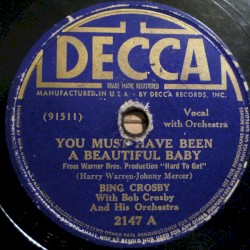 DECCA
TRADE MARK REGISTERED
MANUFACTURED IN U.S.A. BY DECCA RECORDS, INC.
(91511)
Vocal
with Orchestra
YOU MUST HAVE BEEN
A BEAUTIFUL BABY
From Warner Bros. Production "Hard To Get"
(Harry Warren-Johnny Mercer)
BING CROSBY
With Bob Crosby
And His Orchestra
2147 A